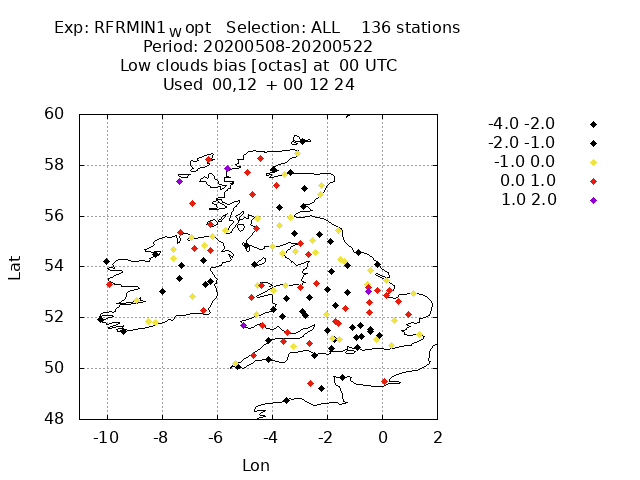 Exp: RFRMIN1 W opt Selection: ALL 136 stations
Period: 20200508-20200522
Low clouds bias [octas] at 00 UTC
Used 00,12 + 00 12 24
-4.0 -2.0
-2.0 -1.0
-1.0 0.0
0.0 1.0
1.0 2.0
60
58
56
54
52
50
48
Lat
-10 -8 -6 -4 -2 0 2
Lon